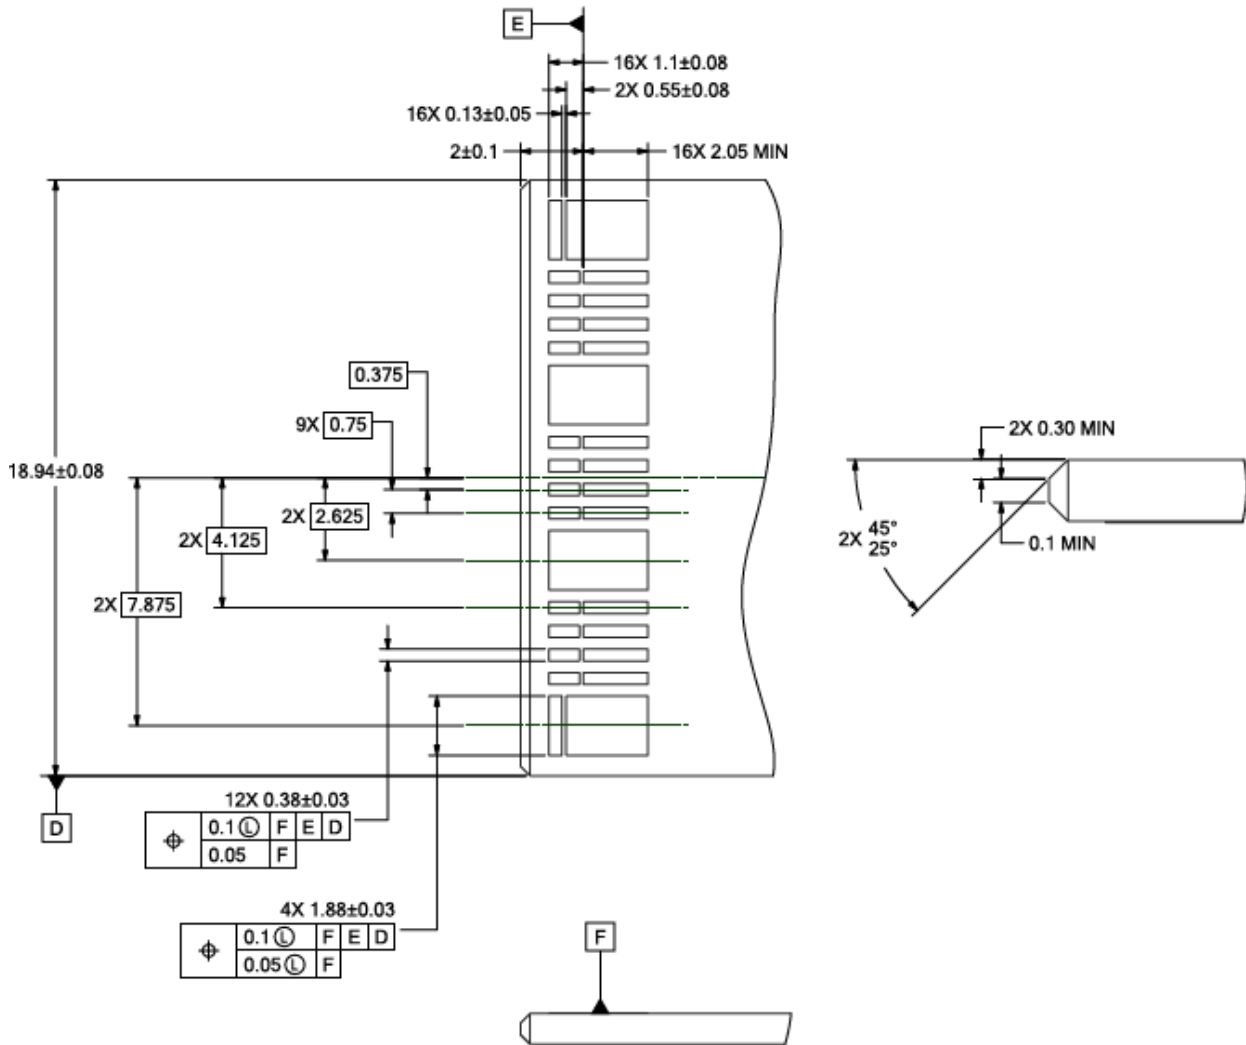 E
16X 1.1±0.08
2X 0.55±0.08
16X 0.13±0.05
2±0.1
16X 2.05 MIN
0.375
9X 0.75
18.94±0.08
2X 2.625
2X 4.125
2X 7.875
2X 0.30 MIN
2X 45° 25°
0.1 MIN
D
12X 0.38±0.03
⌖ 0.1 Ⓛ F E D
0.05 F
4X 1.88±0.03
⌖ 0.1 Ⓛ F E D
0.05 Ⓛ F
F